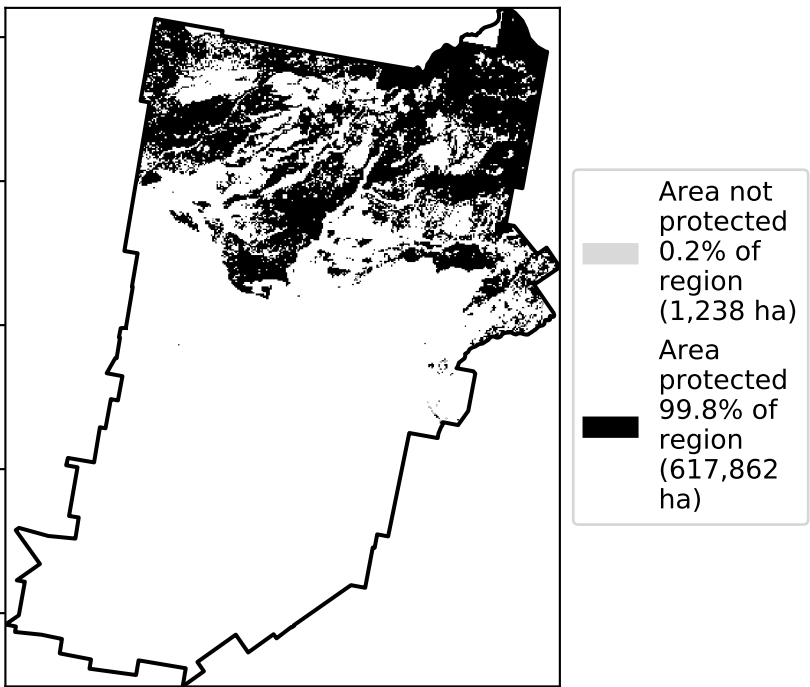 Area not
protected
0.2% of
region
(1,238 ha)
Area
protected
99.8% of
region
(617,862
ha)